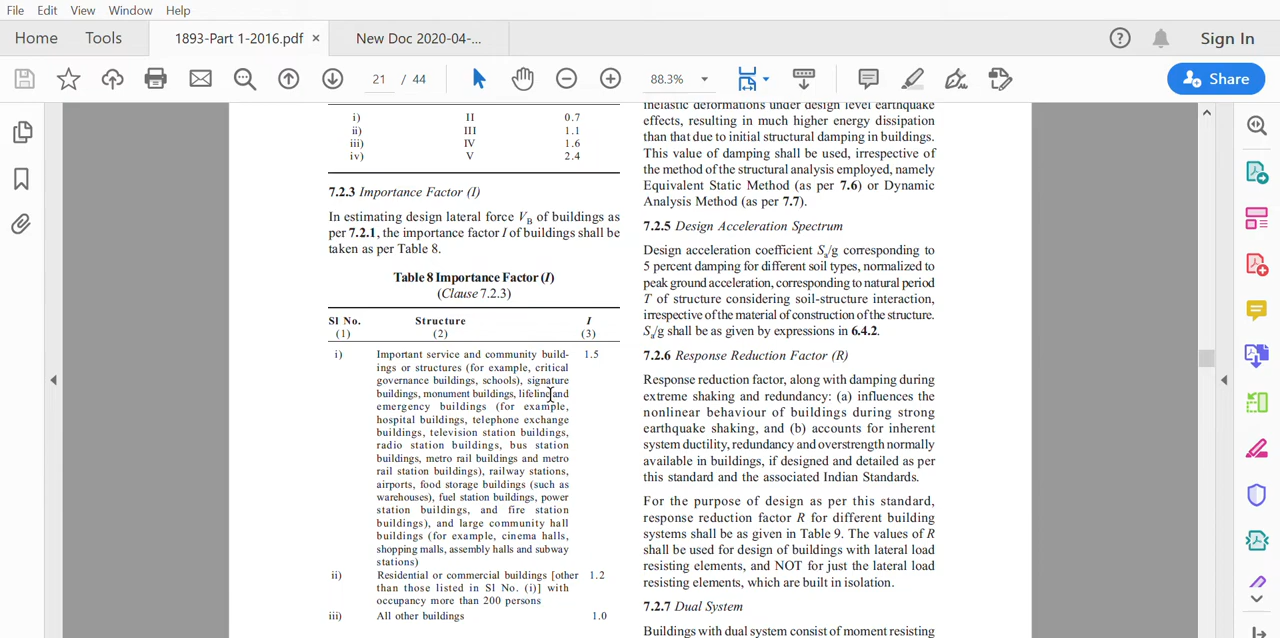 File Edit View Window Help
Home Tools 1893-Part 1-2016.pdf × New Doc 2020-04-... Sign In
21 / 44 88.3% Share
i) II 0.7
ii) III 1.1
iii) IV 1.6
iv) V 2.4
7.2.3 Importance Factor (I)
In estimating design lateral force VB of buildings as
per 7.2.1, the importance factor I of buildings shall be
taken as per Table 8.
Table 8 Importance Factor (I)
(Clause 7.2.3)
Sl No. Structure I
(1) (2) (3)
i) Important service and community build- 1.5
ings or structures (for example, critical
governance buildings, schools), signature
buildings, monument buildings, lifeline and
emergency buildings (for example,
hospital buildings, telephone exchange
buildings, television station buildings,
radio station buildings, bus station
buildings, metro rail buildings and metro
rail station buildings), railway stations,
airports, food storage buildings (such as
warehouses), fuel station buildings, power
station buildings, and fire station
buildings), and large community hall
buildings (for example, cinema halls,
shopping malls, assembly halls and subway
stations)
ii) Residential or commercial buildings [other 1.2
than those listed in Sl No. (i)] with
occupancy more than 200 persons
iii) All other buildings 1.0
inelastic deformations under design level earthquake
effects, resulting in much higher energy dissipation
than that due to initial structural damping in buildings.
This value of damping shall be used, irrespective of
the method of the structural analysis employed, namely
Equivalent Static Method (as per 7.6) or Dynamic
Analysis Method (as per 7.7).
7.2.5 Design Acceleration Spectrum
Design acceleration coefficient Sa/g corresponding to
5 percent damping for different soil types, normalized to
peak ground acceleration, corresponding to natural period
T of structure considering soil-structure interaction,
irrespective of the material of construction of the structure.
Sa/g shall be as given by expressions in 6.4.2.
7.2.6 Response Reduction Factor (R)
Response reduction factor, along with damping during
extreme shaking and redundancy: (a) influences the
nonlinear behaviour of buildings during strong
earthquake shaking, and (b) accounts for inherent
system ductility, redundancy and overstrength normally
available in buildings, if designed and detailed as per
this standard and the associated Indian Standards.
For the purpose of design as per this standard,
response reduction factor R for different building
systems shall be as given in Table 9. The values of R
shall be used for design of buildings with lateral load
resisting elements, and NOT for just the lateral load
resisting elements, which are built in isolation.
7.2.7 Dual System
Buildings with dual system consist of moment resisting